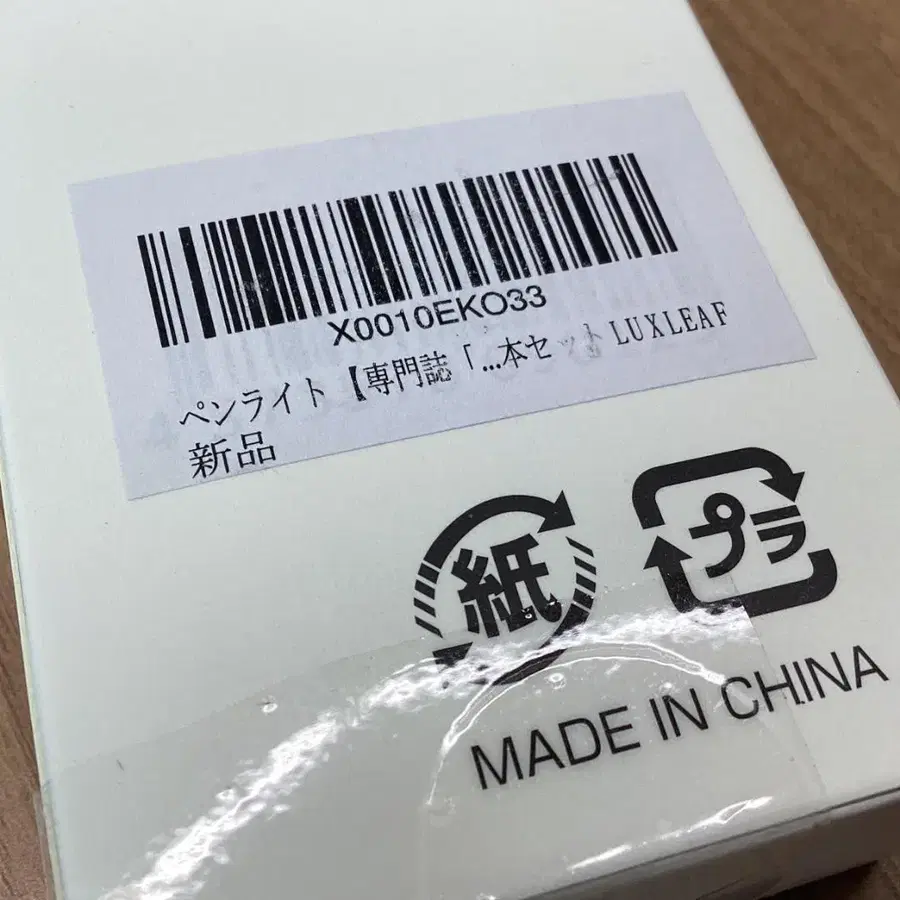 X0010EKO33
ペンライト【専門誌「...本セット LUXLEAF
新品
紙
プラ
MADE IN CHINA